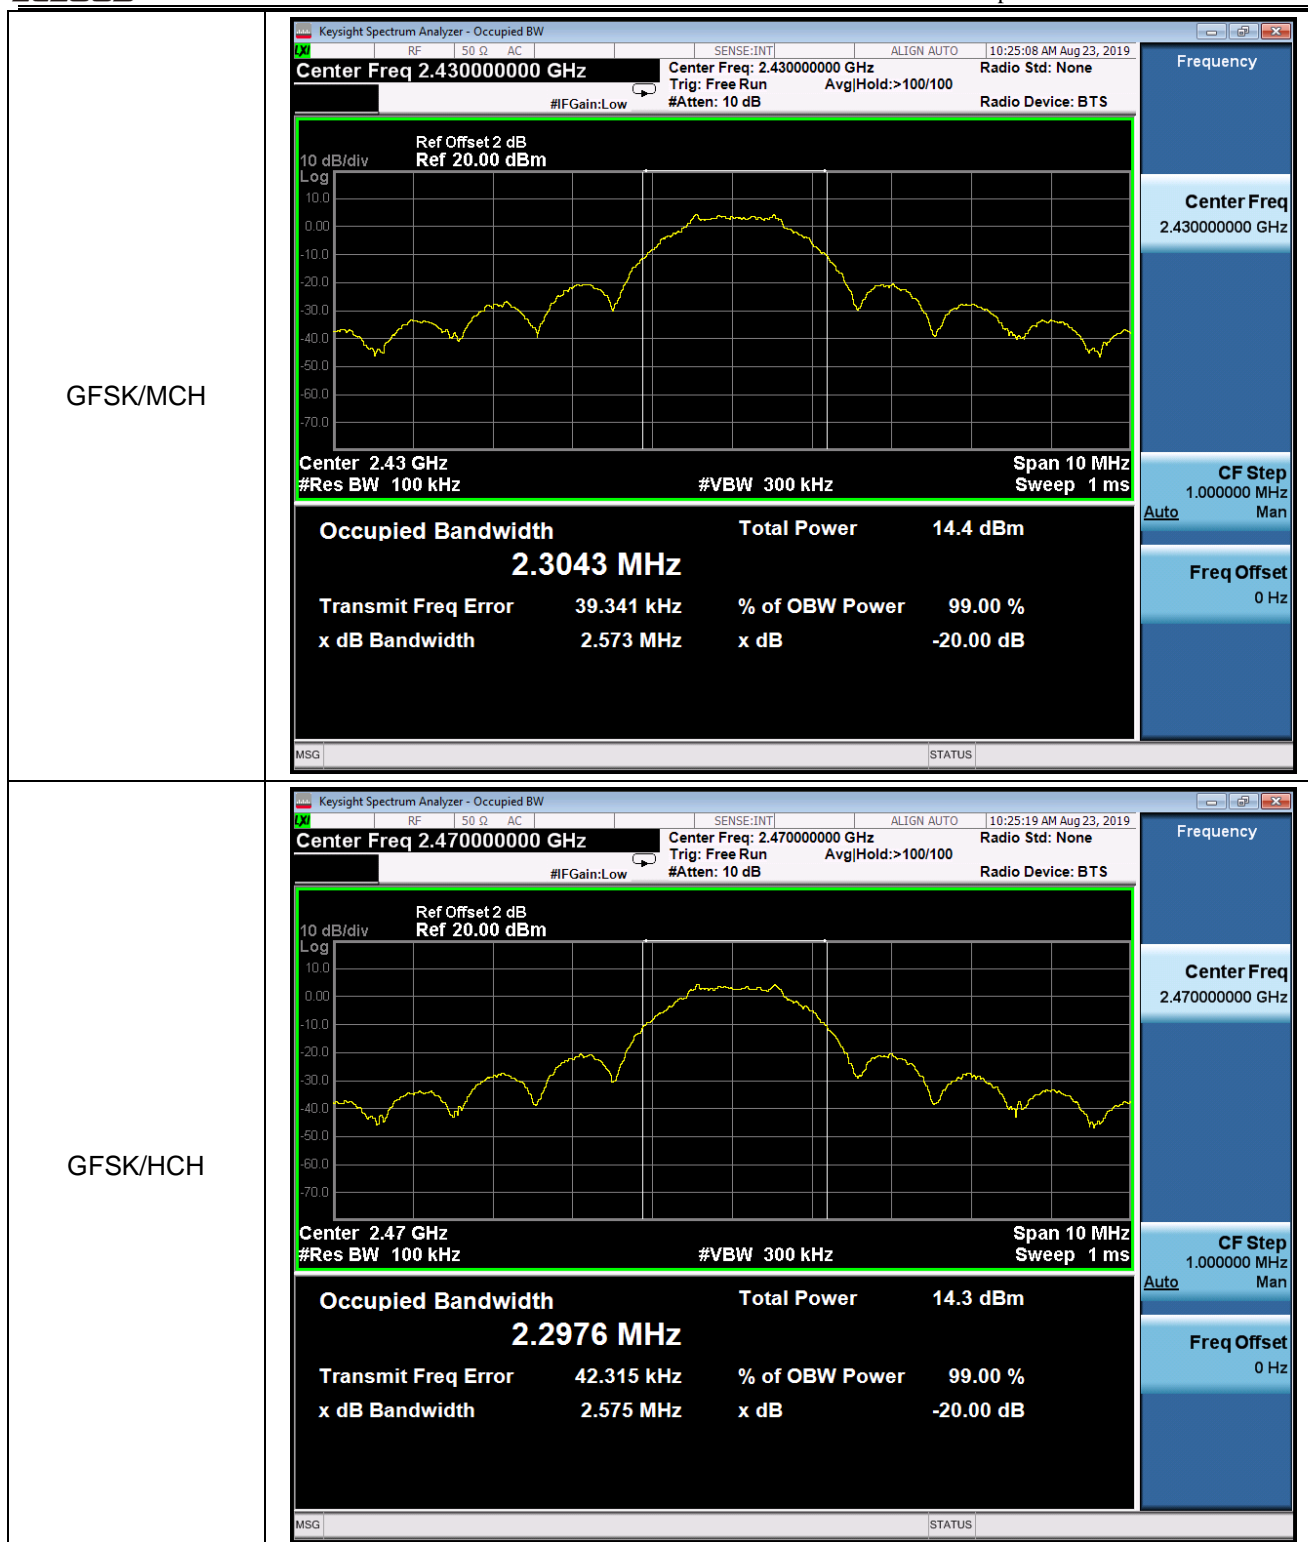 GFSK/MCH
Keysight Spectrum Analyzer - Occupied BW
LXI RF 50 Ω AC SENSE:INT ALIGN AUTO 10:25:08 AM Aug 23, 2019
Center Freq 2.430000000 GHz
Center Freq: 2.430000000 GHz Radio Std: None
Trig: Free Run Avg|Hold:>100/100
#IFGain:Low #Atten: 10 dB Radio Device: BTS
Ref Offset 2 dB
10 dB/div Ref 20.00 dBm
Log
10.0
0.00
-10.0
-20.0
-30.0
-40.0
-50.0
-60.0
-70.0
Center 2.43 GHz Span 10 MHz
#Res BW 100 kHz #VBW 300 kHz Sweep 1 ms
Occupied Bandwidth Total Power 14.4 dBm
2.3043 MHz
Transmit Freq Error 39.341 kHz % of OBW Power 99.00 %
x dB Bandwidth 2.573 MHz x dB -20.00 dB
MSG STATUS
Frequency
Center Freq
2.430000000 GHz
CF Step
1.000000 MHz
Auto Man
Freq Offset
0 Hz
GFSK/HCH
Keysight Spectrum Analyzer - Occupied BW
LXI RF 50 Ω AC SENSE:INT ALIGN AUTO 10:25:19 AM Aug 23, 2019
Center Freq 2.470000000 GHz
Center Freq: 2.470000000 GHz Radio Std: None
Trig: Free Run Avg|Hold:>100/100
#IFGain:Low #Atten: 10 dB Radio Device: BTS
Ref Offset 2 dB
10 dB/div Ref 20.00 dBm
Log
10.0
0.00
-10.0
-20.0
-30.0
-40.0
-50.0
-60.0
-70.0
Center 2.47 GHz Span 10 MHz
#Res BW 100 kHz #VBW 300 kHz Sweep 1 ms
Occupied Bandwidth Total Power 14.3 dBm
2.2976 MHz
Transmit Freq Error 42.315 kHz % of OBW Power 99.00 %
x dB Bandwidth 2.575 MHz x dB -20.00 dB
MSG STATUS
Frequency
Center Freq
2.470000000 GHz
CF Step
1.000000 MHz
Auto Man
Freq Offset
0 Hz